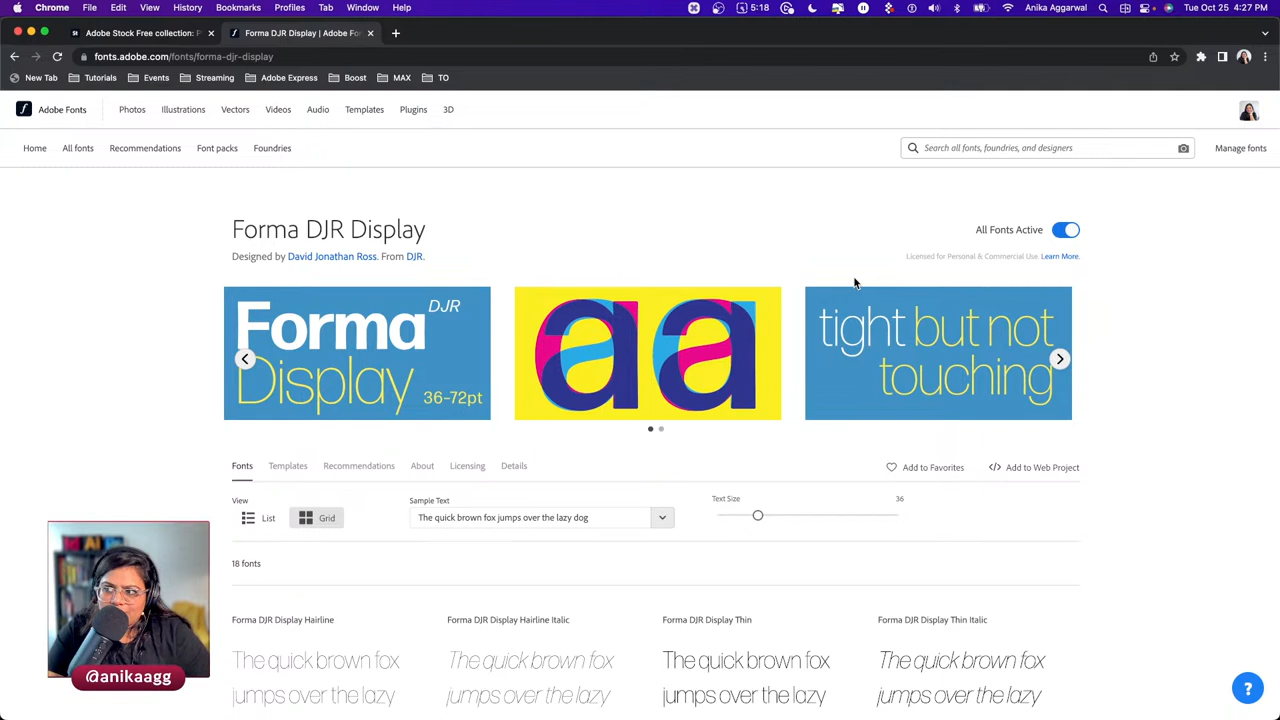 Chrome File Edit View History Bookmarks Profiles Tab Window Help 5:18 Anika Aggarwal Tue Oct 25 4:27 PM
Adobe Stock Free collection: F
Forma DJR Display | Adobe Fon
fonts.adobe.com/fonts/forma-djr-display
New Tab Tutorials Events Streaming Adobe Express Boost MAX TO
Adobe Fonts Photos Illustrations Vectors Videos Audio Templates Plugins 3D
Home All fonts Recommendations Font packs Foundries Search all fonts, foundries, and designers Manage fonts
Forma DJR Display
All Fonts Active
Designed by David Jonathan Ross. From DJR.
Licensed for Personal & Commercial Use. Learn More.
Forma DJR
Display 36–72pt
aa
tight but not
touching
Fonts Templates Recommendations About Licensing Details Add to Favorites Add to Web Project
View Sample Text Text Size 36
List Grid The quick brown fox jumps over the lazy dog
18 fonts
Forma DJR Display Hairline Forma DJR Display Hairline Italic Forma DJR Display Thin Forma DJR Display Thin Italic
The quick brown fox The quick brown fox The quick brown fox The quick brown fox
jumps over the lazy jumps over the lazy jumps over the lazy jumps over the lazy
@anikaagg
?